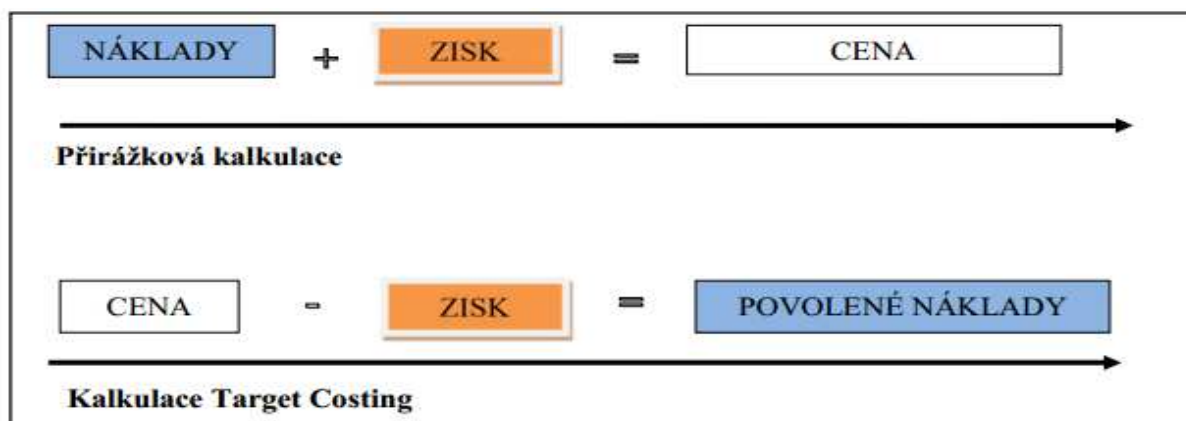 NÁKLADY + ZISK = CENA
Přirážková kalkulace
CENA - ZISK = POVOLENÉ NÁKLADY
Kalkulace Target Costing